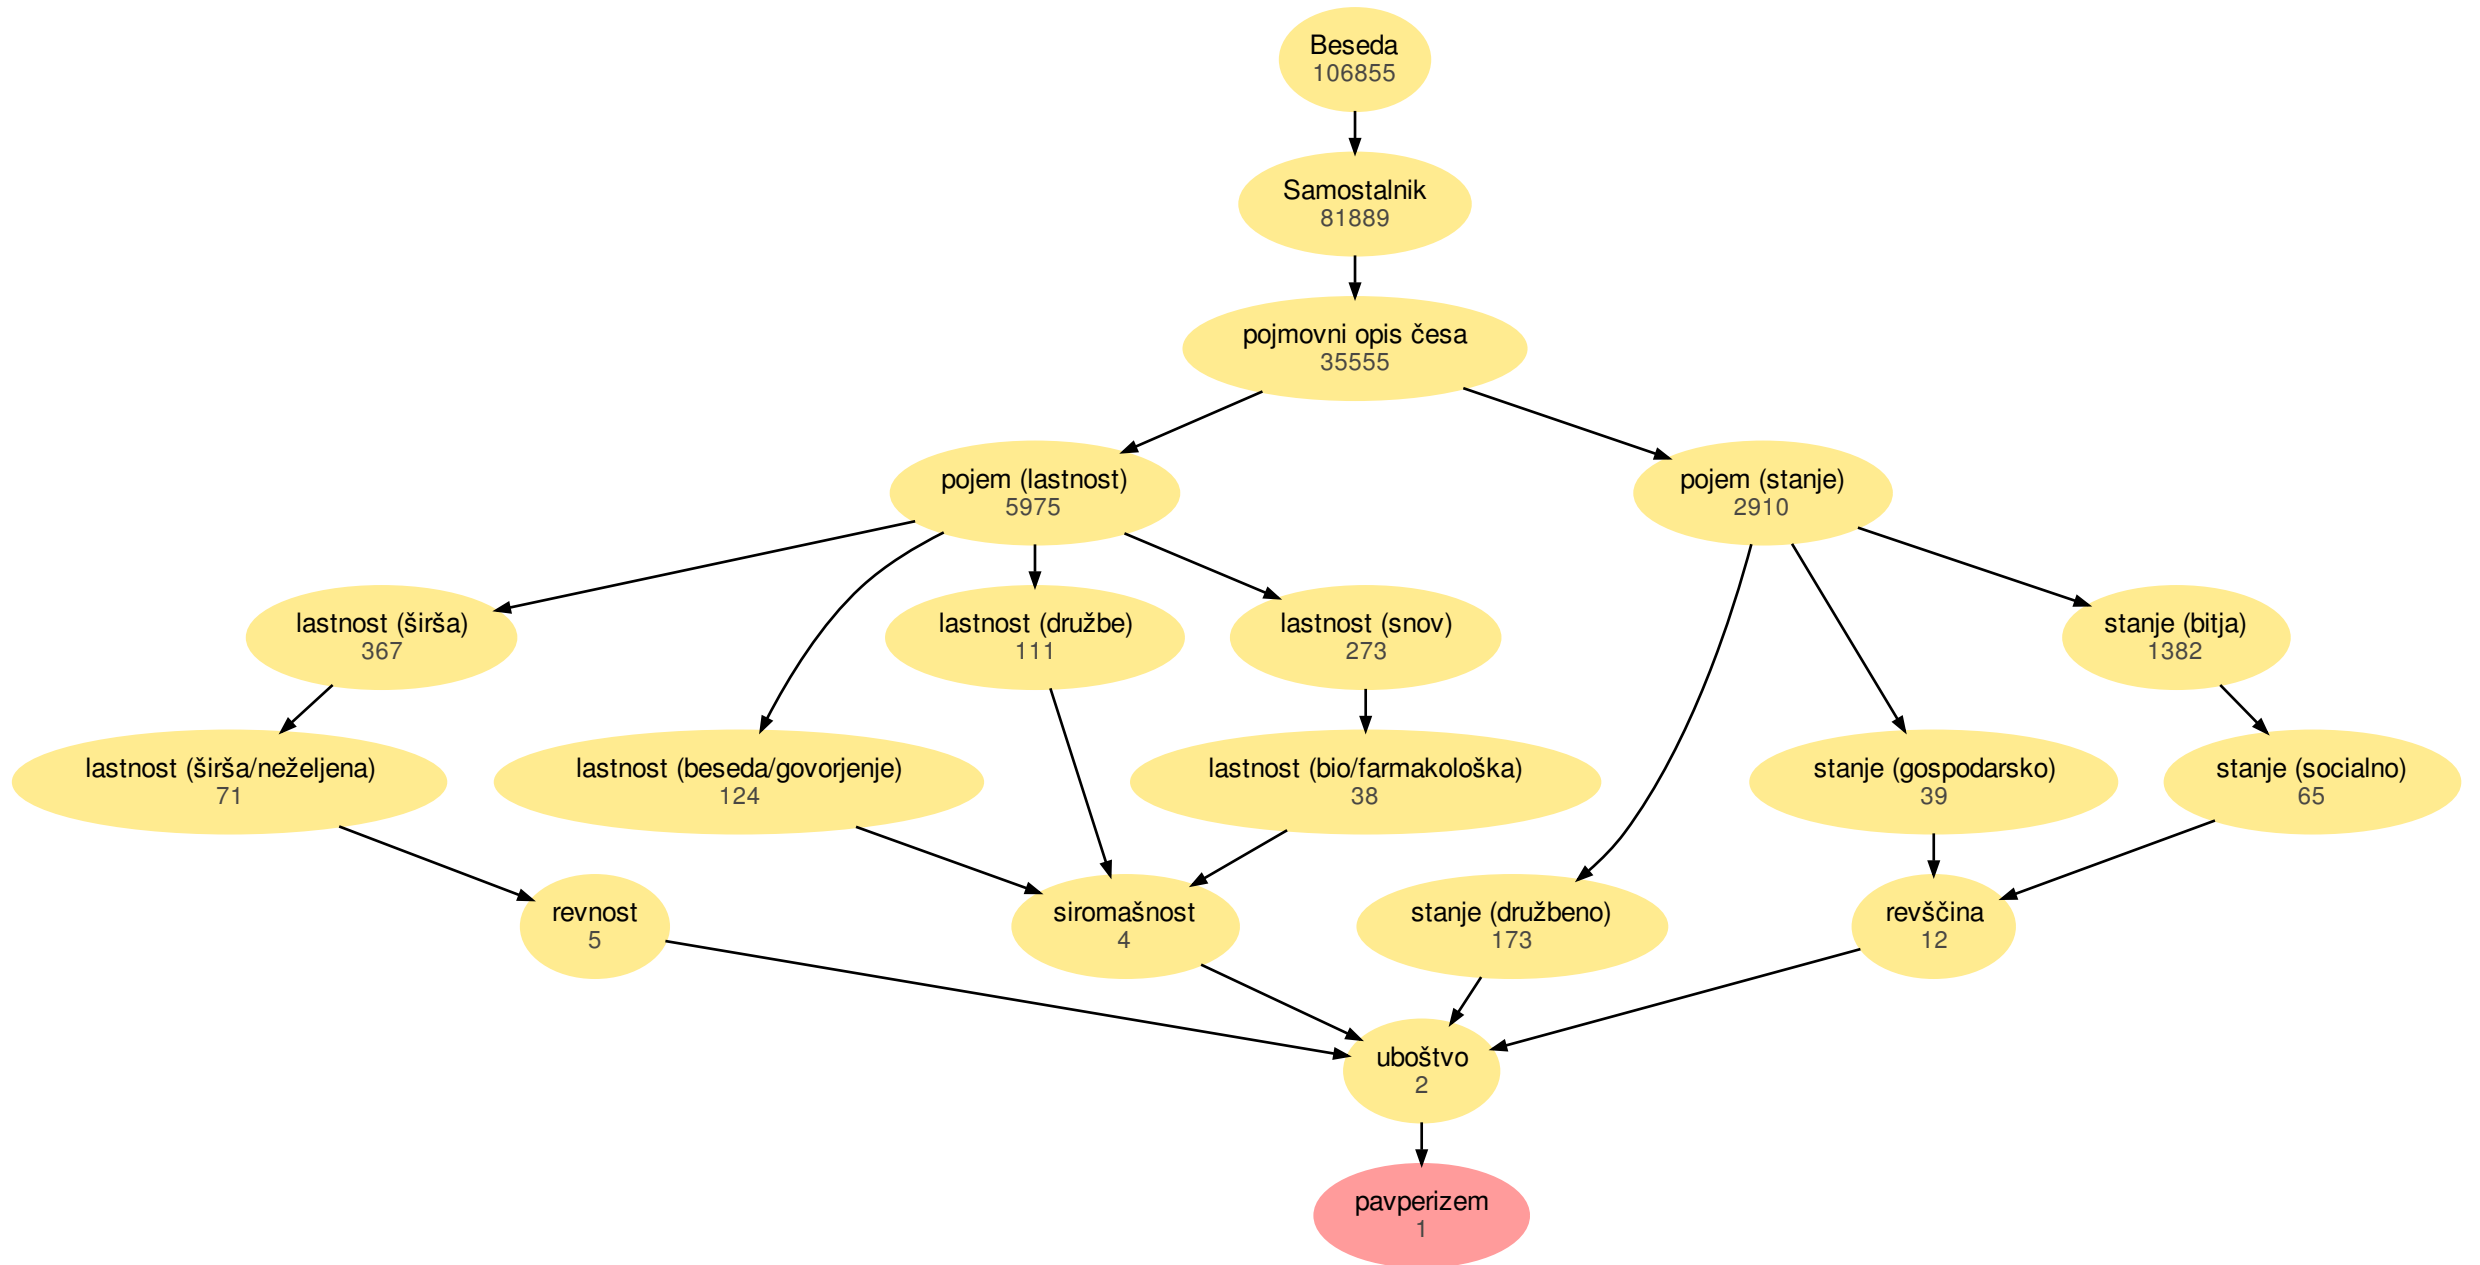 Beseda
106855
Samostalnik
81889
pojmovni opis česa
35555
pojem (lastnost)
5975
pojem (stanje)
2910
lastnost (širša)
367
lastnost (družbe)
111
lastnost (snov)
273
stanje (bitja)
1382
lastnost (širša/neželjena)
71
lastnost (beseda/govorjenje)
124
lastnost (bio/farmakološka)
38
stanje (gospodarsko)
39
stanje (socialno)
65
revnost
5
siromašnost
4
stanje (družbeno)
173
revščina
12
uboštvo
2
pavperizem
1